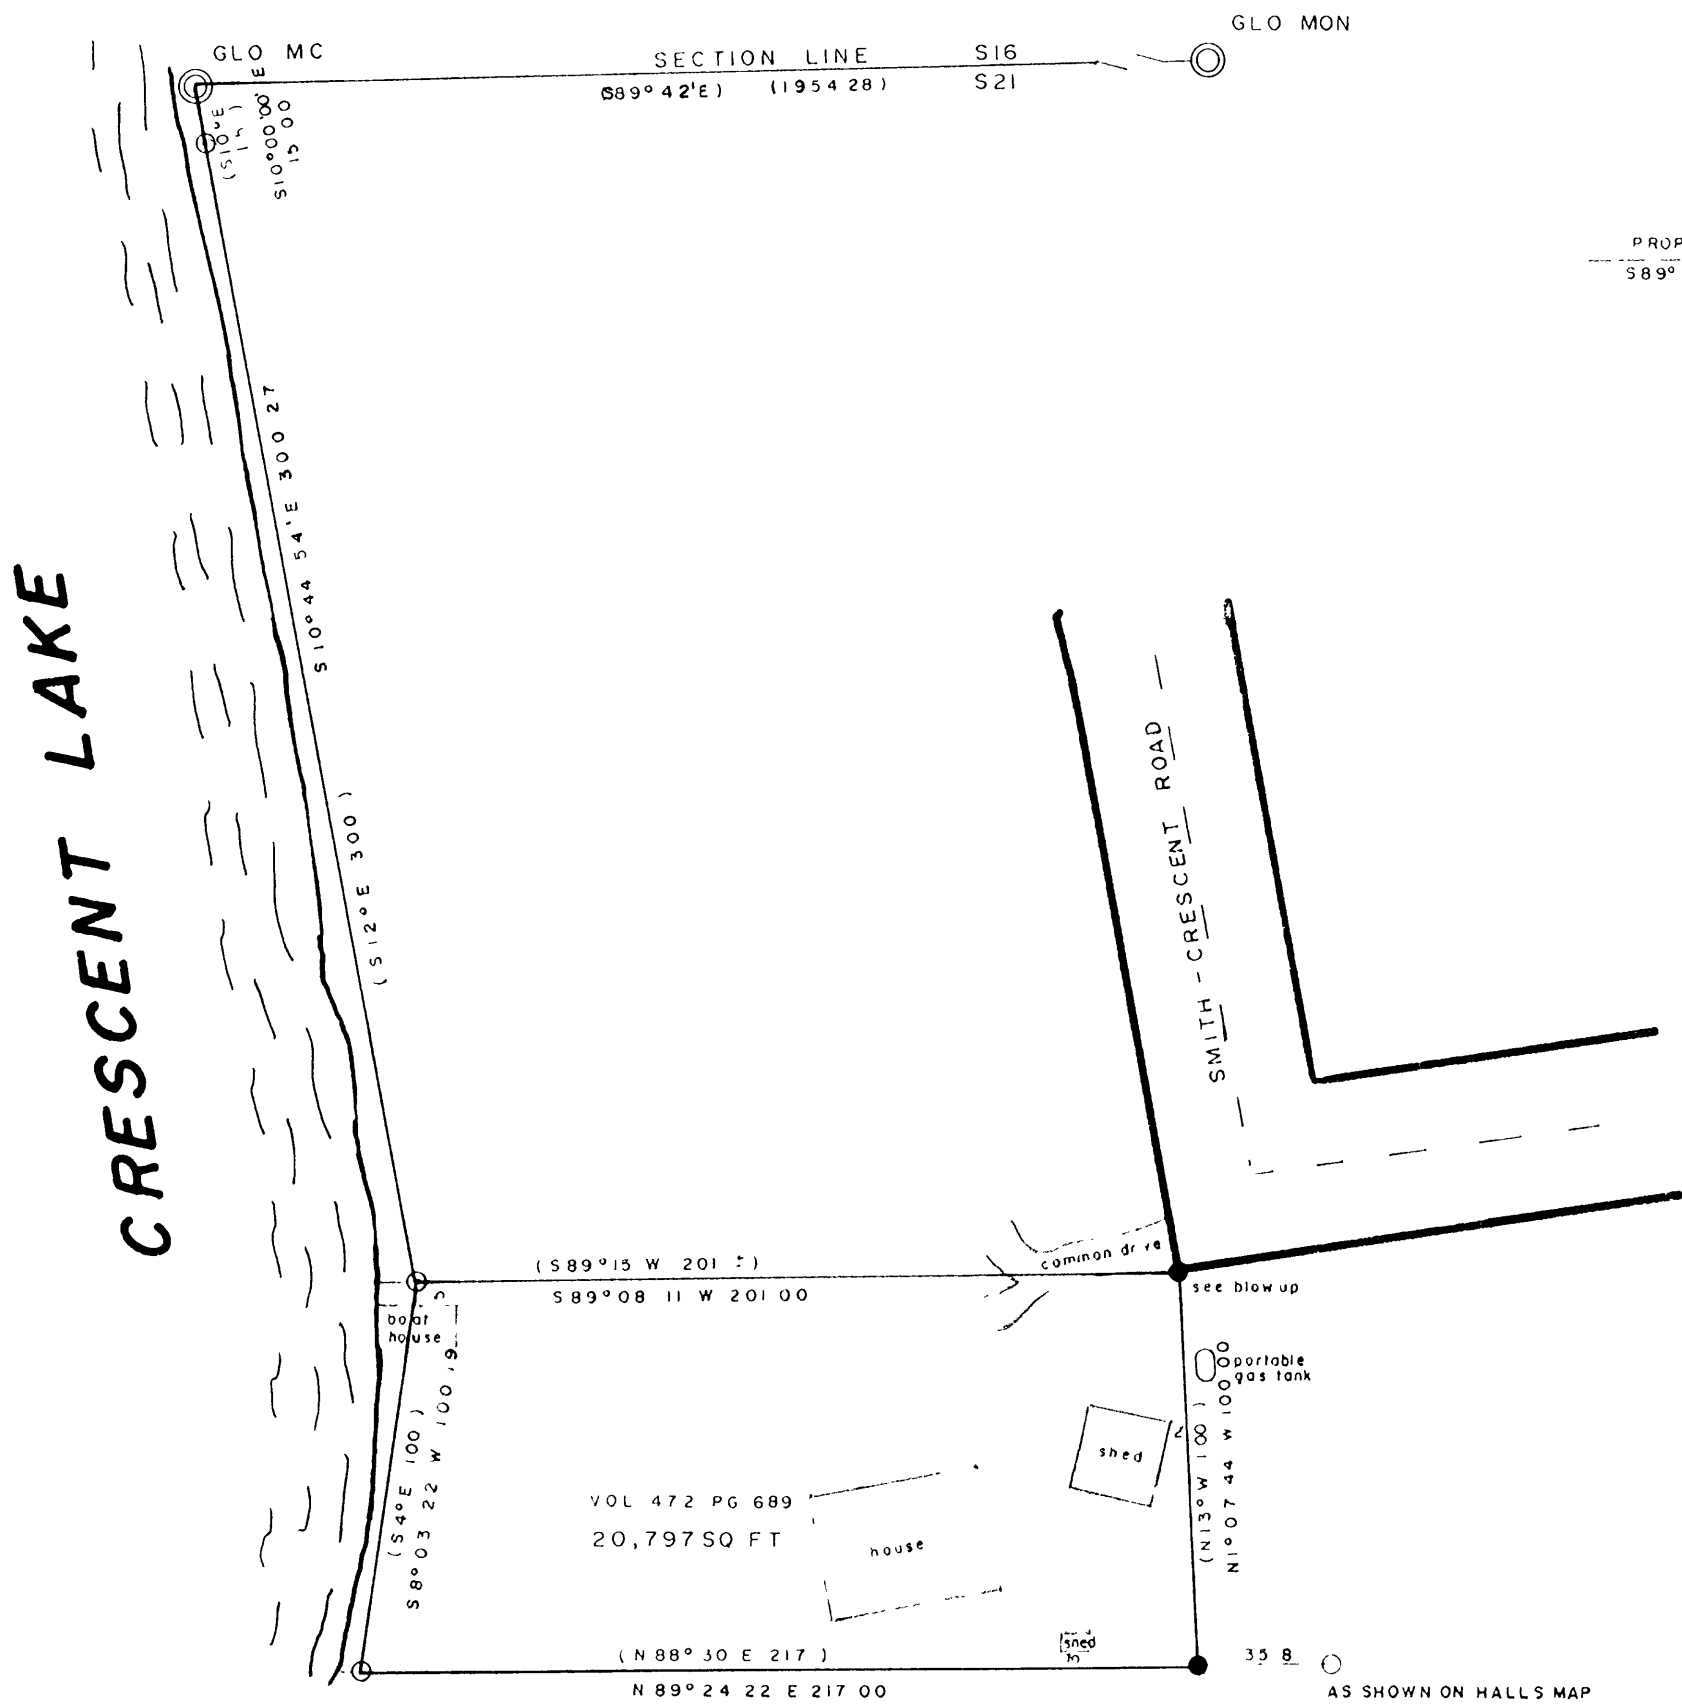 GLO MON
GLO MC
SECTION LINE S16
(S89°42'E) (1954 28) S21
(S10°E
S10°00'00'E
15 00
PROP
S89°
S10°44 54'E 300 27
(S12°E 300)
CRESCENT LAKE
SMITH - CRESCENT ROAD
(S89°15 W 201 ±)
S89°08 11 W 201 00
common drive
see blow up
boat
house
portable
gas tank
(S4°E 100)
S8°03 22 W 100 19
(N13°W 100)
N1°07 44 W 100 00
shed
VOL 472 PG 689
20,797 SQ FT
house
shed
(N88°30 E 217)
N89°24 22 E 217 00
35 8
AS SHOWN ON HALLS MAP